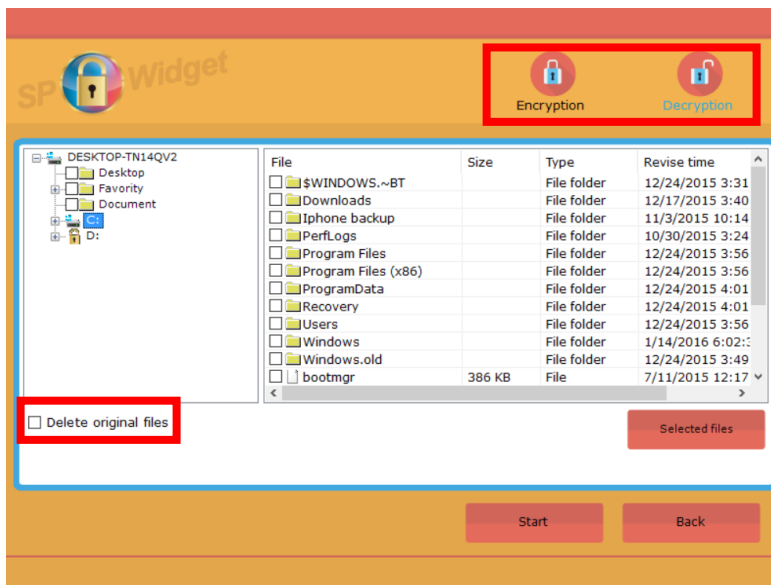 SP Widget
Encryption
Decryption
DESKTOP-TN14QV2
Desktop
Favority
Document
C:
D:
File Size Type Revise time
$WINDOWS.~BT File folder 12/24/2015 3:31
Downloads File folder 12/17/2015 3:40
Iphone backup File folder 11/3/2015 10:14
PerfLogs File folder 10/30/2015 3:24
Program Files File folder 12/24/2015 3:56
Program Files (x86) File folder 12/24/2015 3:56
ProgramData File folder 12/24/2015 4:01
Recovery File folder 12/24/2015 4:01
Users File folder 12/24/2015 3:56
Windows File folder 1/14/2016 6:02:
Windows.old File folder 12/24/2015 3:49
bootmgr 386 KB File 7/11/2015 12:17
Delete original files
Selected files
Start
Back